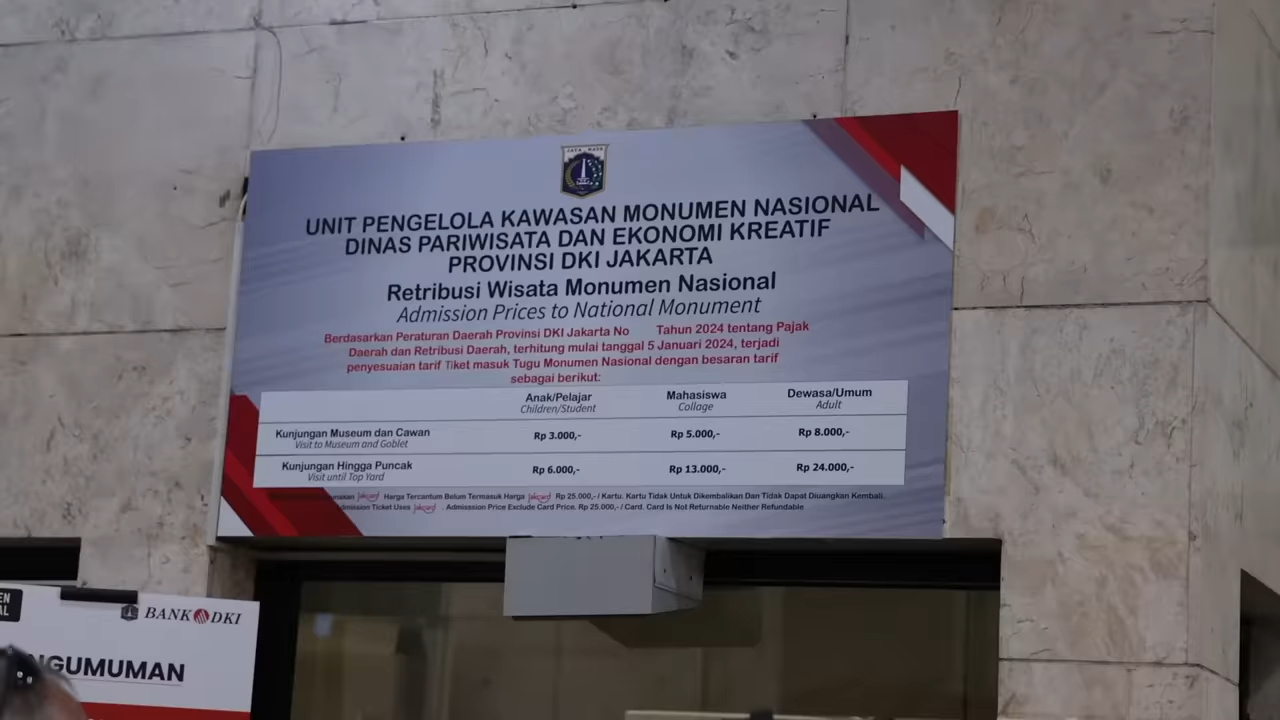 JAYA RAYA
UNIT PENGELOLA KAWASAN MONUMEN NASIONAL
DINAS PARIWISATA DAN EKONOMI KREATIF
PROVINSI DKI JAKARTA
Retribusi Wisata Monumen Nasional
Admission Prices to National Monument
Berdasarkan Peraturan Daerah Provinsi DKI Jakarta No Tahun 2024 tentang Pajak
Daerah dan Retribusi Daerah, terhitung mulai tanggal 5 Januari 2024, terjadi
penyesuaian tarif Tiket masuk Tugu Monumen Nasional dengan besaran tarif
sebagai berikut:
Anak/Pelajar Mahasiswa Dewasa/Umum
Children/Student Collage Adult
Kunjungan Museum dan Cawan Rp 3.000,- Rp 5.000,- Rp 8.000,-
Visit to Museum and Goblet
Kunjungan Hingga Puncak Rp 6.000,- Rp 13.000,- Rp 24.000,-
Visit until Top Yard
Jakcard Harga Tercantum Belum Termasuk Harga Jakcard Rp 25.000,- / Kartu. Kartu Tidak Untuk Dikembalikan Dan Tidak Dapat Diuangkan Kembali.
Ticket Uses Jakcard . Admisssion Price Exclude Card Price. Rp 25.000,- / Card. Card Is Not Returnable Neither Refundable
BANK DKI
NGUMUMAN